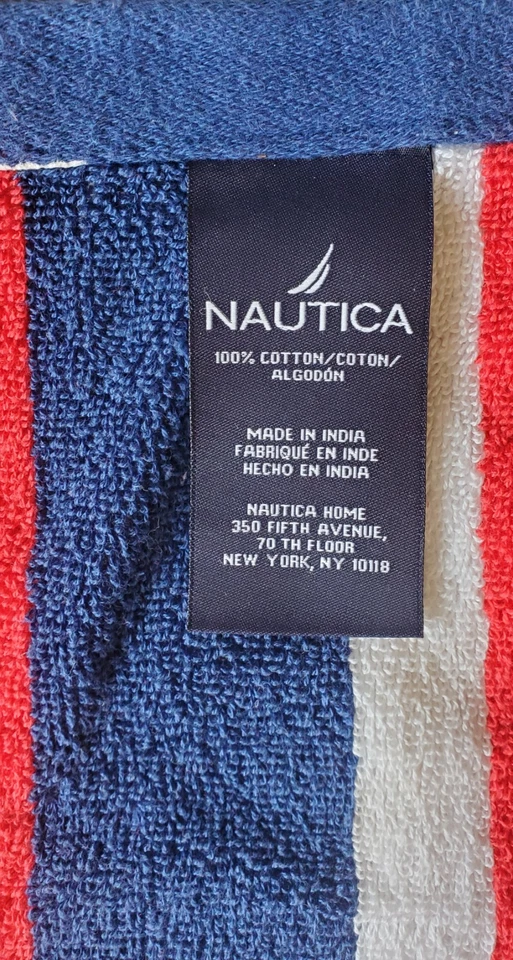 NAUTICA
100% COTTON/COTON/
ALGODÓN
MADE IN INDIA
FABRIQUÉ EN INDE
HECHO EN INDIA
NAUTICA HOME
350 FIFTH AVENUE,
70 TH FLOOR
NEW YORK, NY 10118